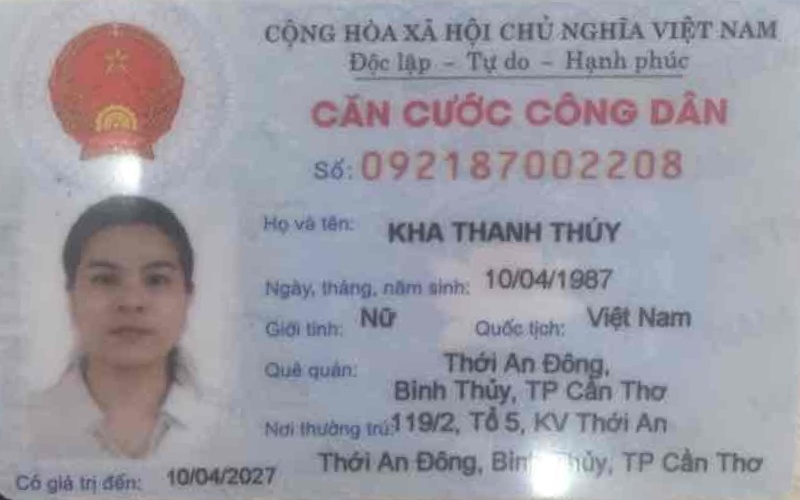 CỘNG HÒA XÃ HỘI CHỦ NGHĨA VIỆT NAM
Độc lập - Tự do - Hạnh phúc
CĂN CƯỚC CÔNG DÂN
Số: 092187002208
Họ và tên: KHA THANH THÚY
Ngày, tháng, năm sinh: 10/04/1987
Giới tính: Nữ Quốc tịch: Việt Nam
Quê quán: Thới An Đông,
Bình Thủy, TP Cần Thơ
Nơi thường trú: 119/2, Tổ 5, KV Thới An
Thới An Đông, TP Cần Thơ
Có giá trị đến: 10/04/2027